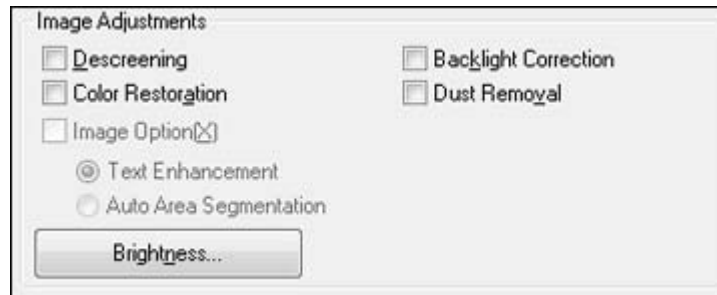 Image Adjustments
Descreening
Backlight Correction
Color Restoration
Dust Removal
Image Option(X)
Text Enhancement
Auto Area Segmentation
Brightness...